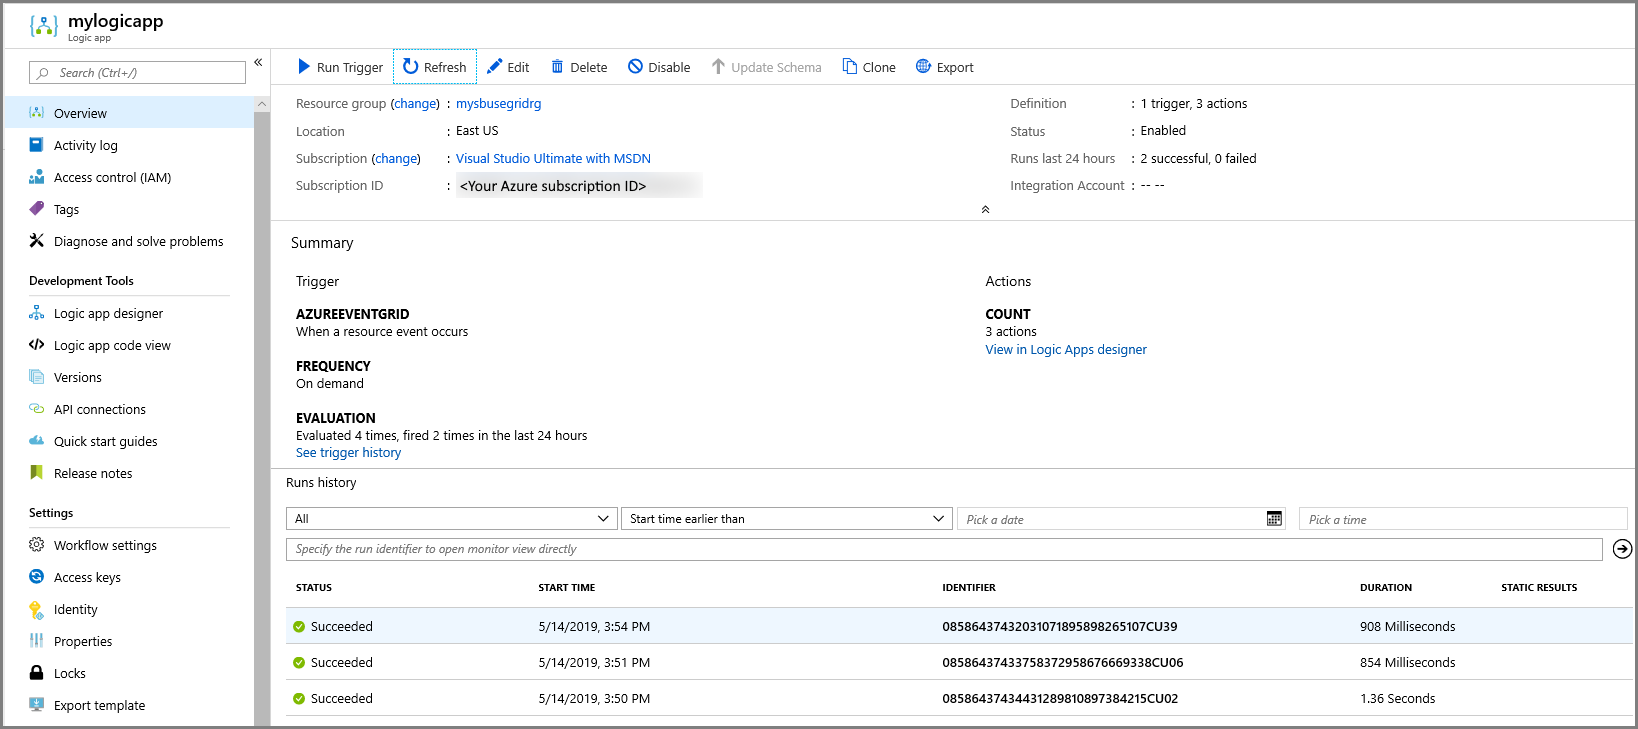 mylogicapp
Logic app
Search (Ctrl+/)
«
Run Trigger Refresh Edit Delete Disable Update Schema Clone Export
Overview
Activity log
Access control (IAM)
Tags
Diagnose and solve problems
Development Tools
Logic app designer
Logic app code view
Versions
API connections
Quick start guides
Release notes
Settings
Workflow settings
Access keys
Identity
Properties
Locks
Export template
Resource group (change) : mysbusegridrg
Location : East US
Subscription (change) : Visual Studio Ultimate with MSDN
Subscription ID : <Your Azure subscription ID>
Definition : 1 trigger, 3 actions
Status : Enabled
Runs last 24 hours : 2 successful, 0 failed
Integration Account : -- --
Summary
Trigger
AZUREEVENTGRID
When a resource event occurs
FREQUENCY
On demand
EVALUATION
Evaluated 4 times, fired 2 times in the last 24 hours
See trigger history
Actions
COUNT
3 actions
View in Logic Apps designer
Runs history
All Start time earlier than Pick a date Pick a time
Specify the run identifier to open monitor view directly
STATUS START TIME IDENTIFIER DURATION STATIC RESULTS
Succeeded 5/14/2019, 3:54 PM 08586437432031071895898265107CU39 908 Milliseconds
Succeeded 5/14/2019, 3:51 PM 08586437433758372958676669338CU06 854 Milliseconds
Succeeded 5/14/2019, 3:50 PM 08586437434431289810897384215CU02 1.36 Seconds